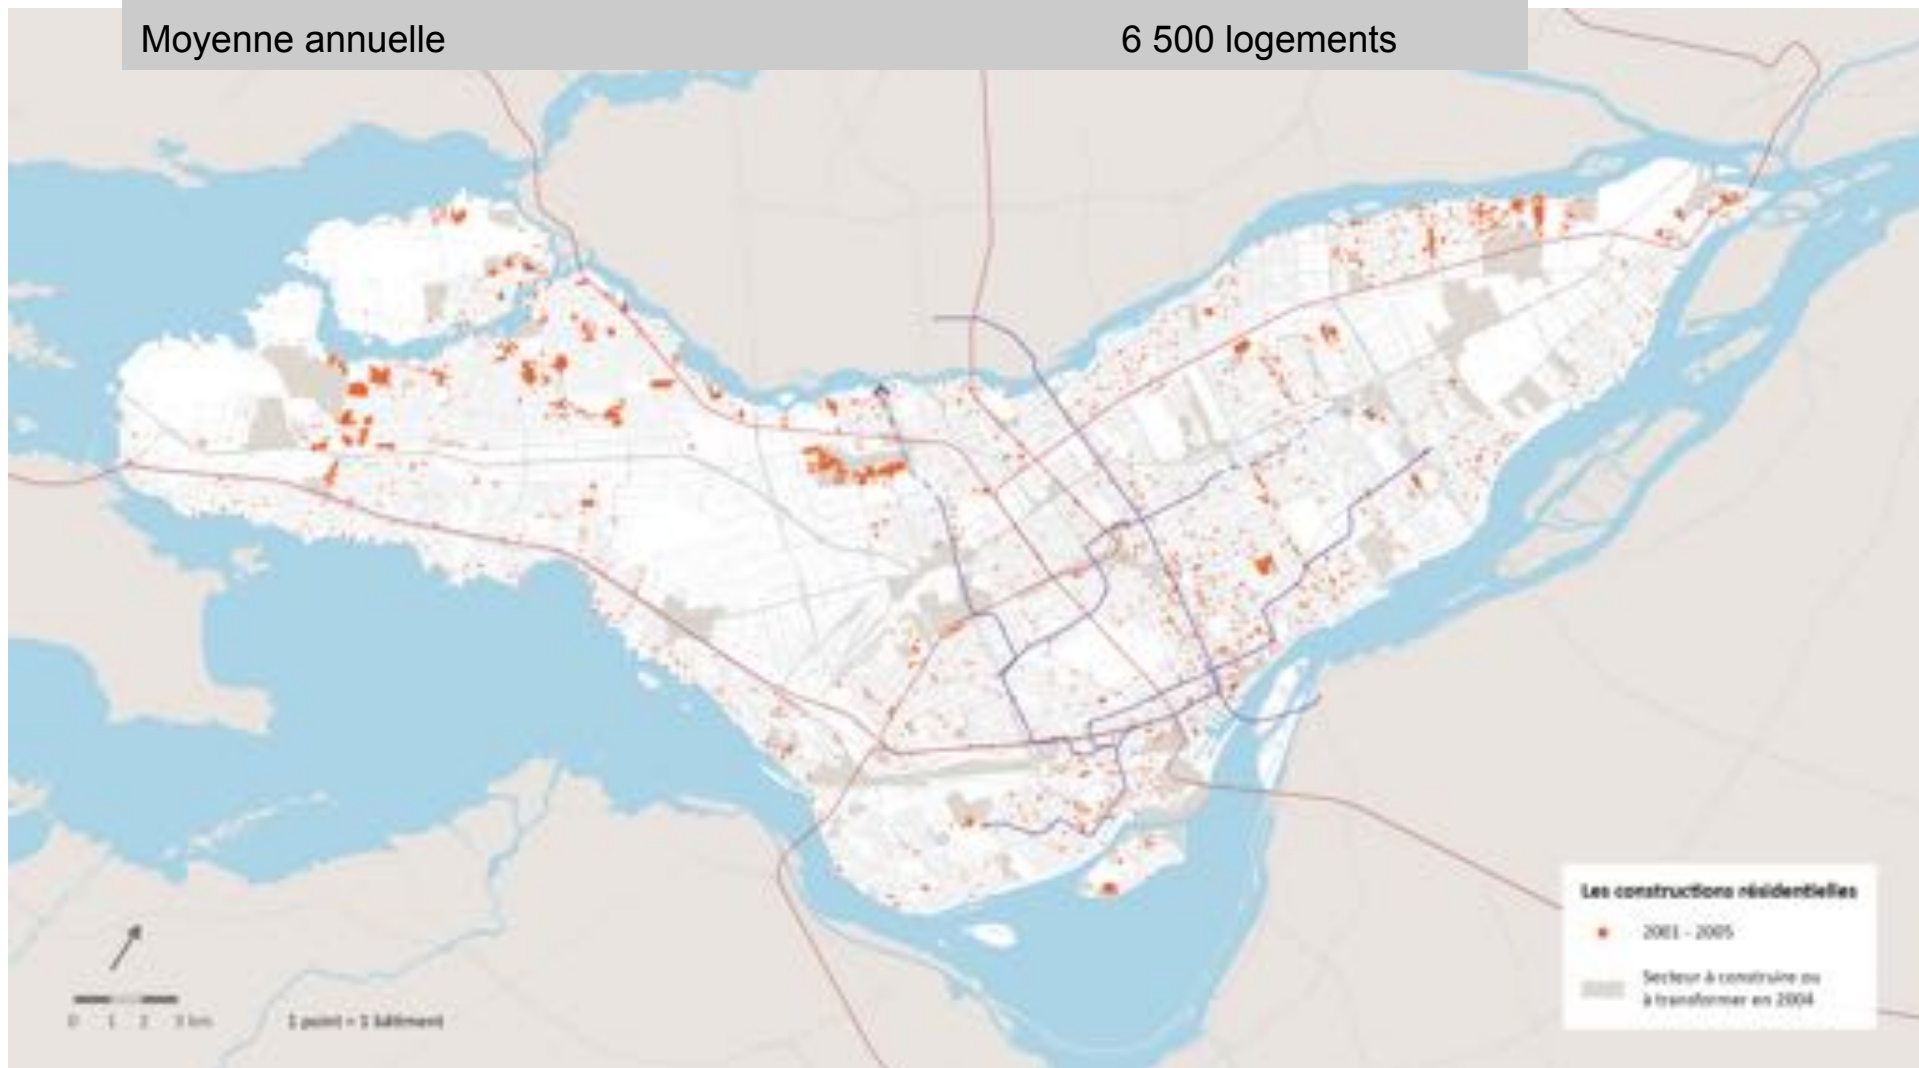 Moyenne annuelle 6 500 logements
Les constructions résidentielles
2001 - 2005
Secteur à construire ou
à transformer en 2004
0 1 2 3 km
1 point = 1 bâtiment